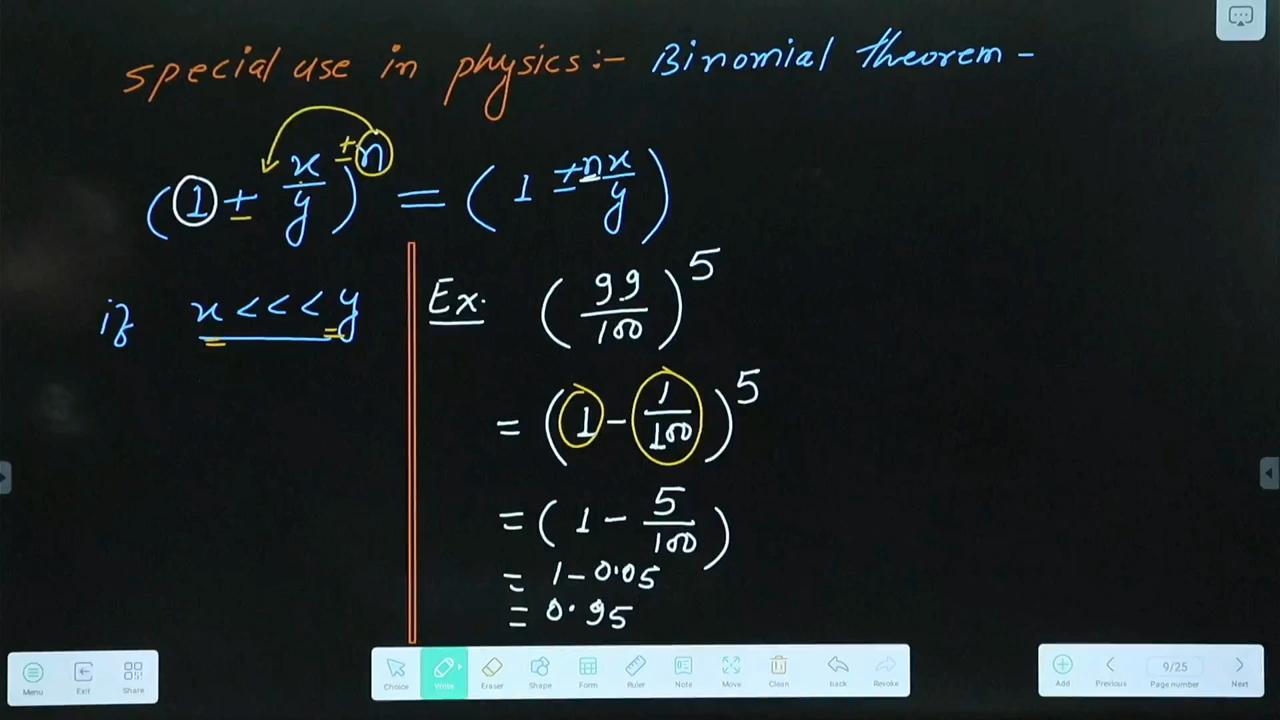 special use in physics:- Binomial theorem -
(1 ± x/y)^±n = (1 ±n x/y)
if x <<< y
Ex. (99/100)^5
= (1 - 1/100)^5
= (1 - 5/100)
= 1 - 0.05
= 0.95
Menu Exit Share
Choice Write Eraser Shape Form Ruler Note Move Clean back Revoke
Add Previous 9/25 Page number Next